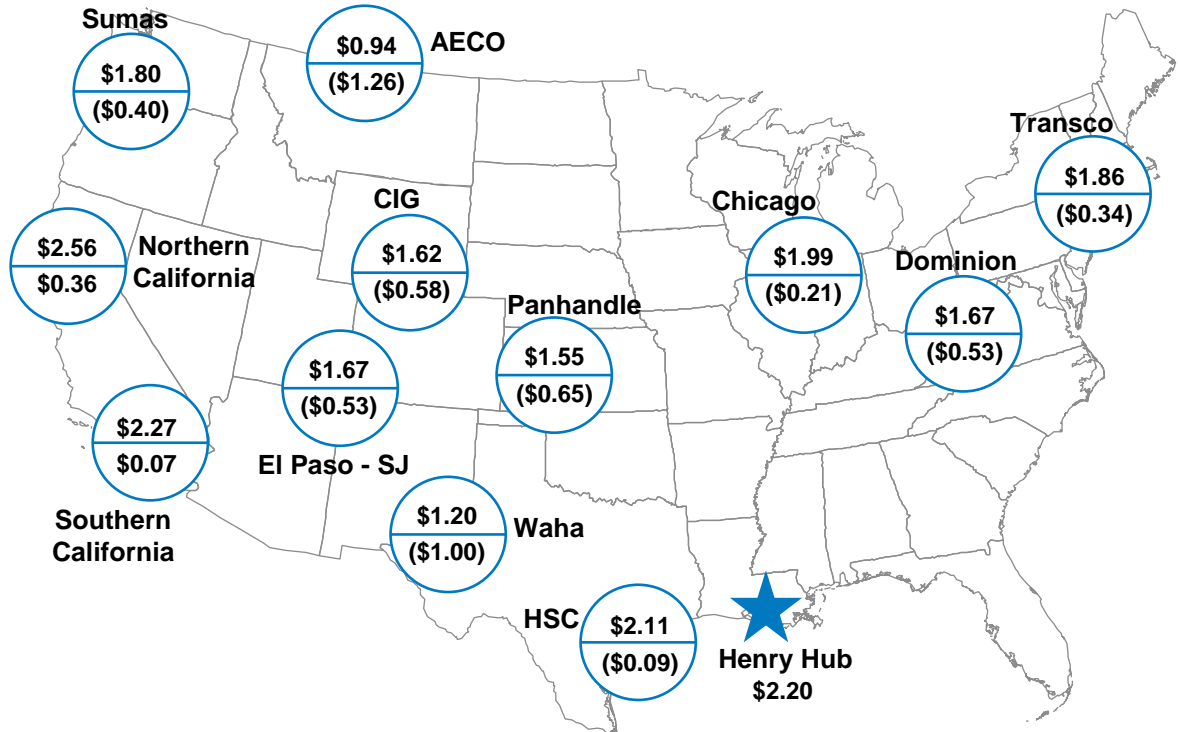 Sumas
$1.80
($0.40)
$0.94
($1.26)
AECO
Transco
$1.86
($0.34)
CIG
$1.62
($0.58)
Chicago
$1.99
($0.21)
$2.56
$0.36
Northern
California
Dominion
$1.67
($0.53)
Panhandle
$1.55
($0.65)
$1.67
($0.53)
El Paso - SJ
$2.27
$0.07
Southern
California
$1.20
($1.00)
Waha
HSC
$2.11
($0.09)
Henry Hub
$2.20